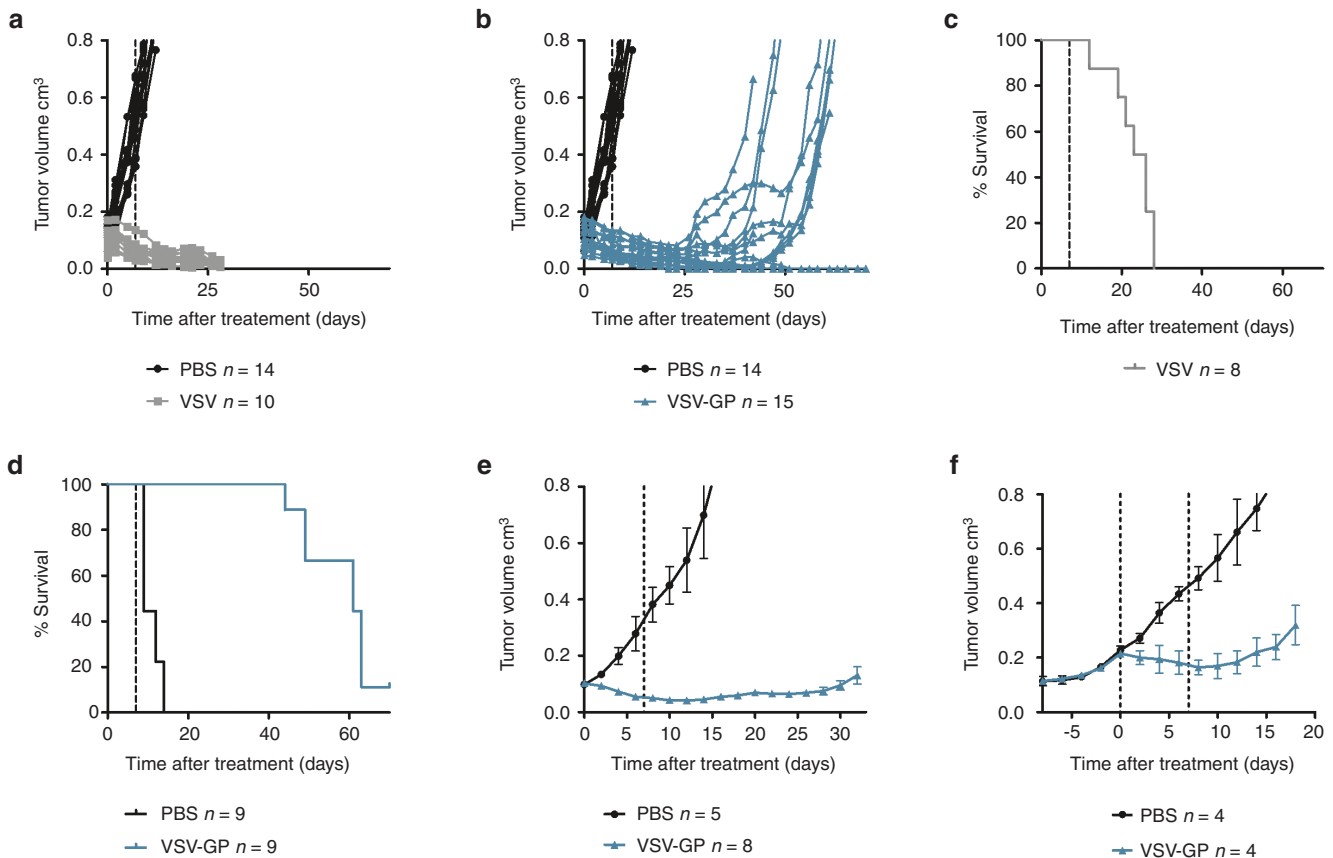 a
Tumor volume cm³
0.8
0.6
0.4
0.2
0.0
0
25
50
Time after treatement (days)
PBS n = 14
VSV n = 10
b
Tumor volume cm³
0.8
0.6
0.4
0.2
0.0
0
25
50
Time after treatement (days)
PBS n = 14
VSV-GP n = 15
c
% Survival
100
80
60
40
20
0
0
20
40
60
Time after treatement (days)
VSV n = 8
d
% Survival
100
80
60
40
20
0
0
20
40
60
Time after treatment (days)
PBS n = 9
VSV-GP n = 9
e
Tumor volume cm³
0.8
0.6
0.4
0.2
0.0
0
5
10
15
20
25
30
Time after treatment (days)
PBS n = 5
VSV-GP n = 8
f
Tumor volume cm³
0.8
0.6
0.4
0.2
0.0
-5
0
5
10
15
20
Time after treatment (days)
PBS n = 4
VSV-GP n = 4